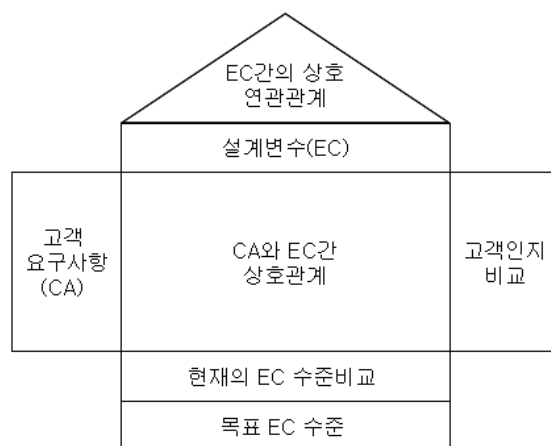 EC간의 상호
연관관계
설계변수(EC)
고객
요구사항
(CA)
CA와 EC간
상호관계
고객인지
비교
현재의 EC 수준비교
목표 EC 수준